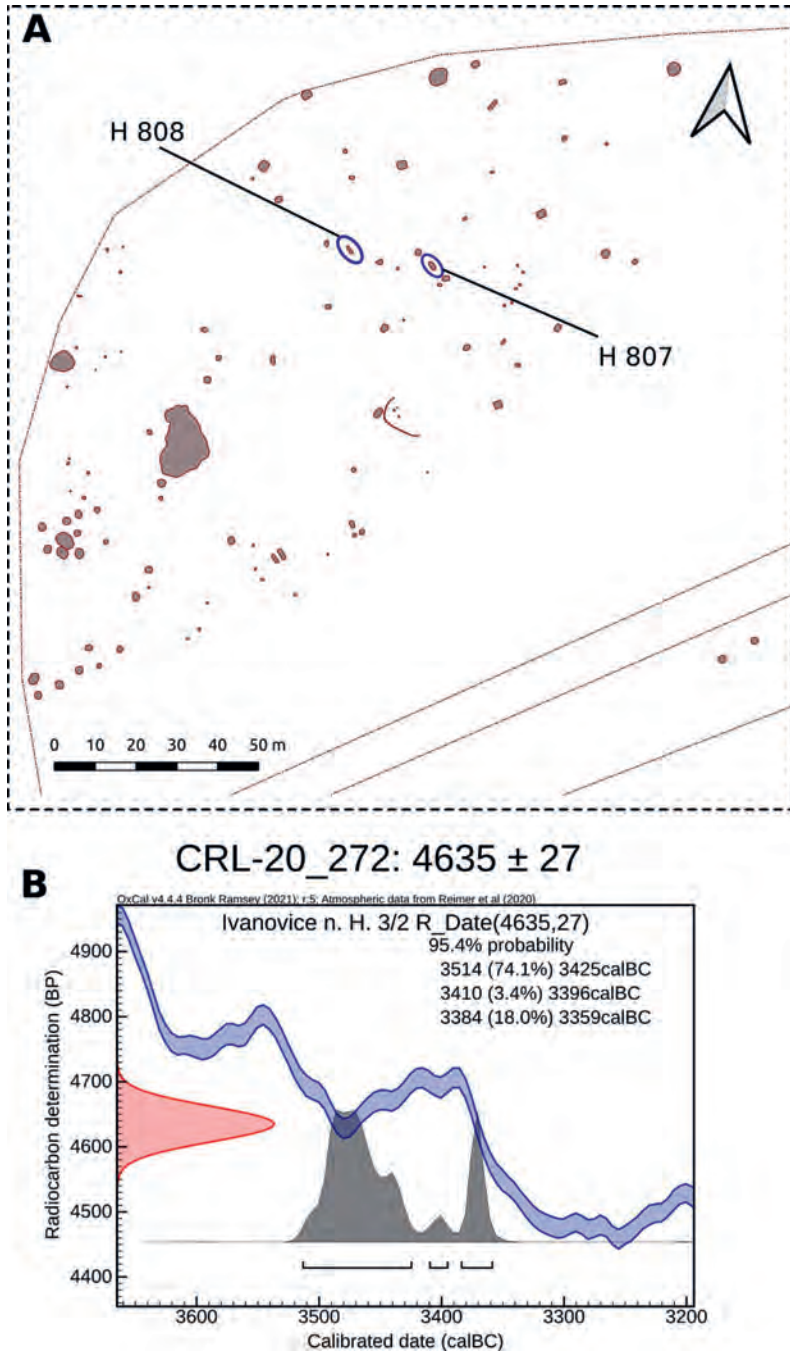 A
H 808
H 807
0 10 20 30 40 50 m
CRL-20_272: 4635 ± 27
B
OxCal v4.4.4 Bronk Ramsey (2021); r,5; Atmospheric data from Reimer et al (2020)
Ivanovice n. H. 3/2 R_Date(4635,27)
95.4% probability
3514 (74.1%) 3425calBC
3410 (3.4%) 3396calBC
3384 (18.0%) 3359calBC
Radiocarbon determination (BP)
4900
4800
4700
4600
4500
4400
3600 3500 3400 3300 3200
Calibrated date (calBC)